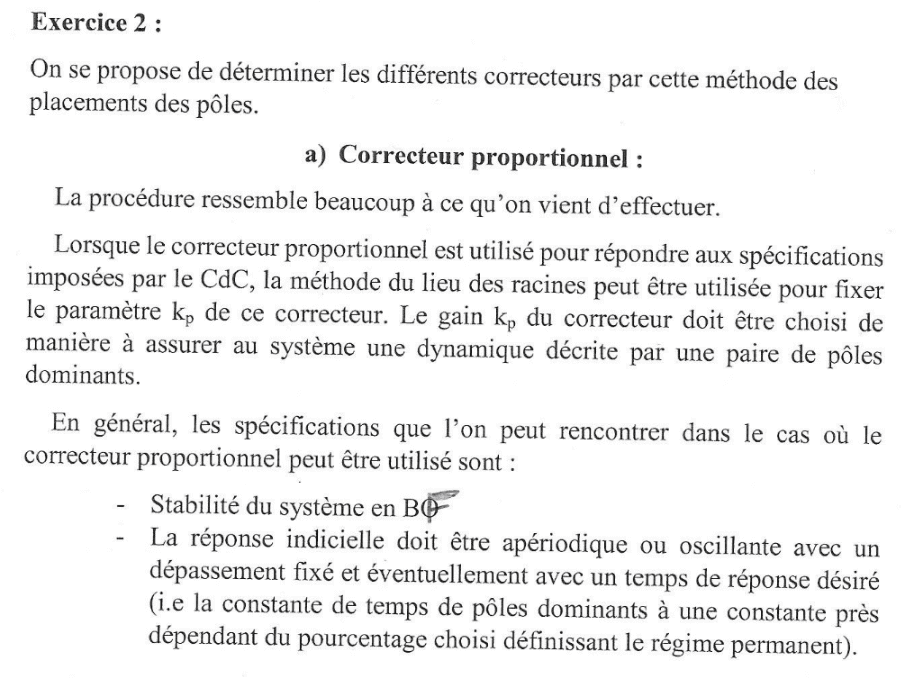 Exercice 2 :
On se propose de déterminer les différents correcteurs par cette méthode des
placements des pôles.
a) Correcteur proportionnel :
La procédure ressemble beaucoup à ce qu'on vient d'effectuer.
Lorsque le correcteur proportionnel est utilisé pour répondre aux spécifications
imposées par le CdC, la méthode du lieu des racines peut être utilisée pour fixer
le paramètre kp de ce correcteur. Le gain kp du correcteur doit être choisi de
manière à assurer au système une dynamique décrite par une paire de pôles
dominants.
En général, les spécifications que l'on peut rencontrer dans le cas où le
correcteur proportionnel peut être utilisé sont :
- Stabilité du système en BF
- La réponse indicielle doit être apériodique ou oscillante avec un
dépassement fixé et éventuellement avec un temps de réponse désiré
(i.e la constante de temps de pôles dominants à une constante près
dépendant du pourcentage choisi définissant le régime permanent).